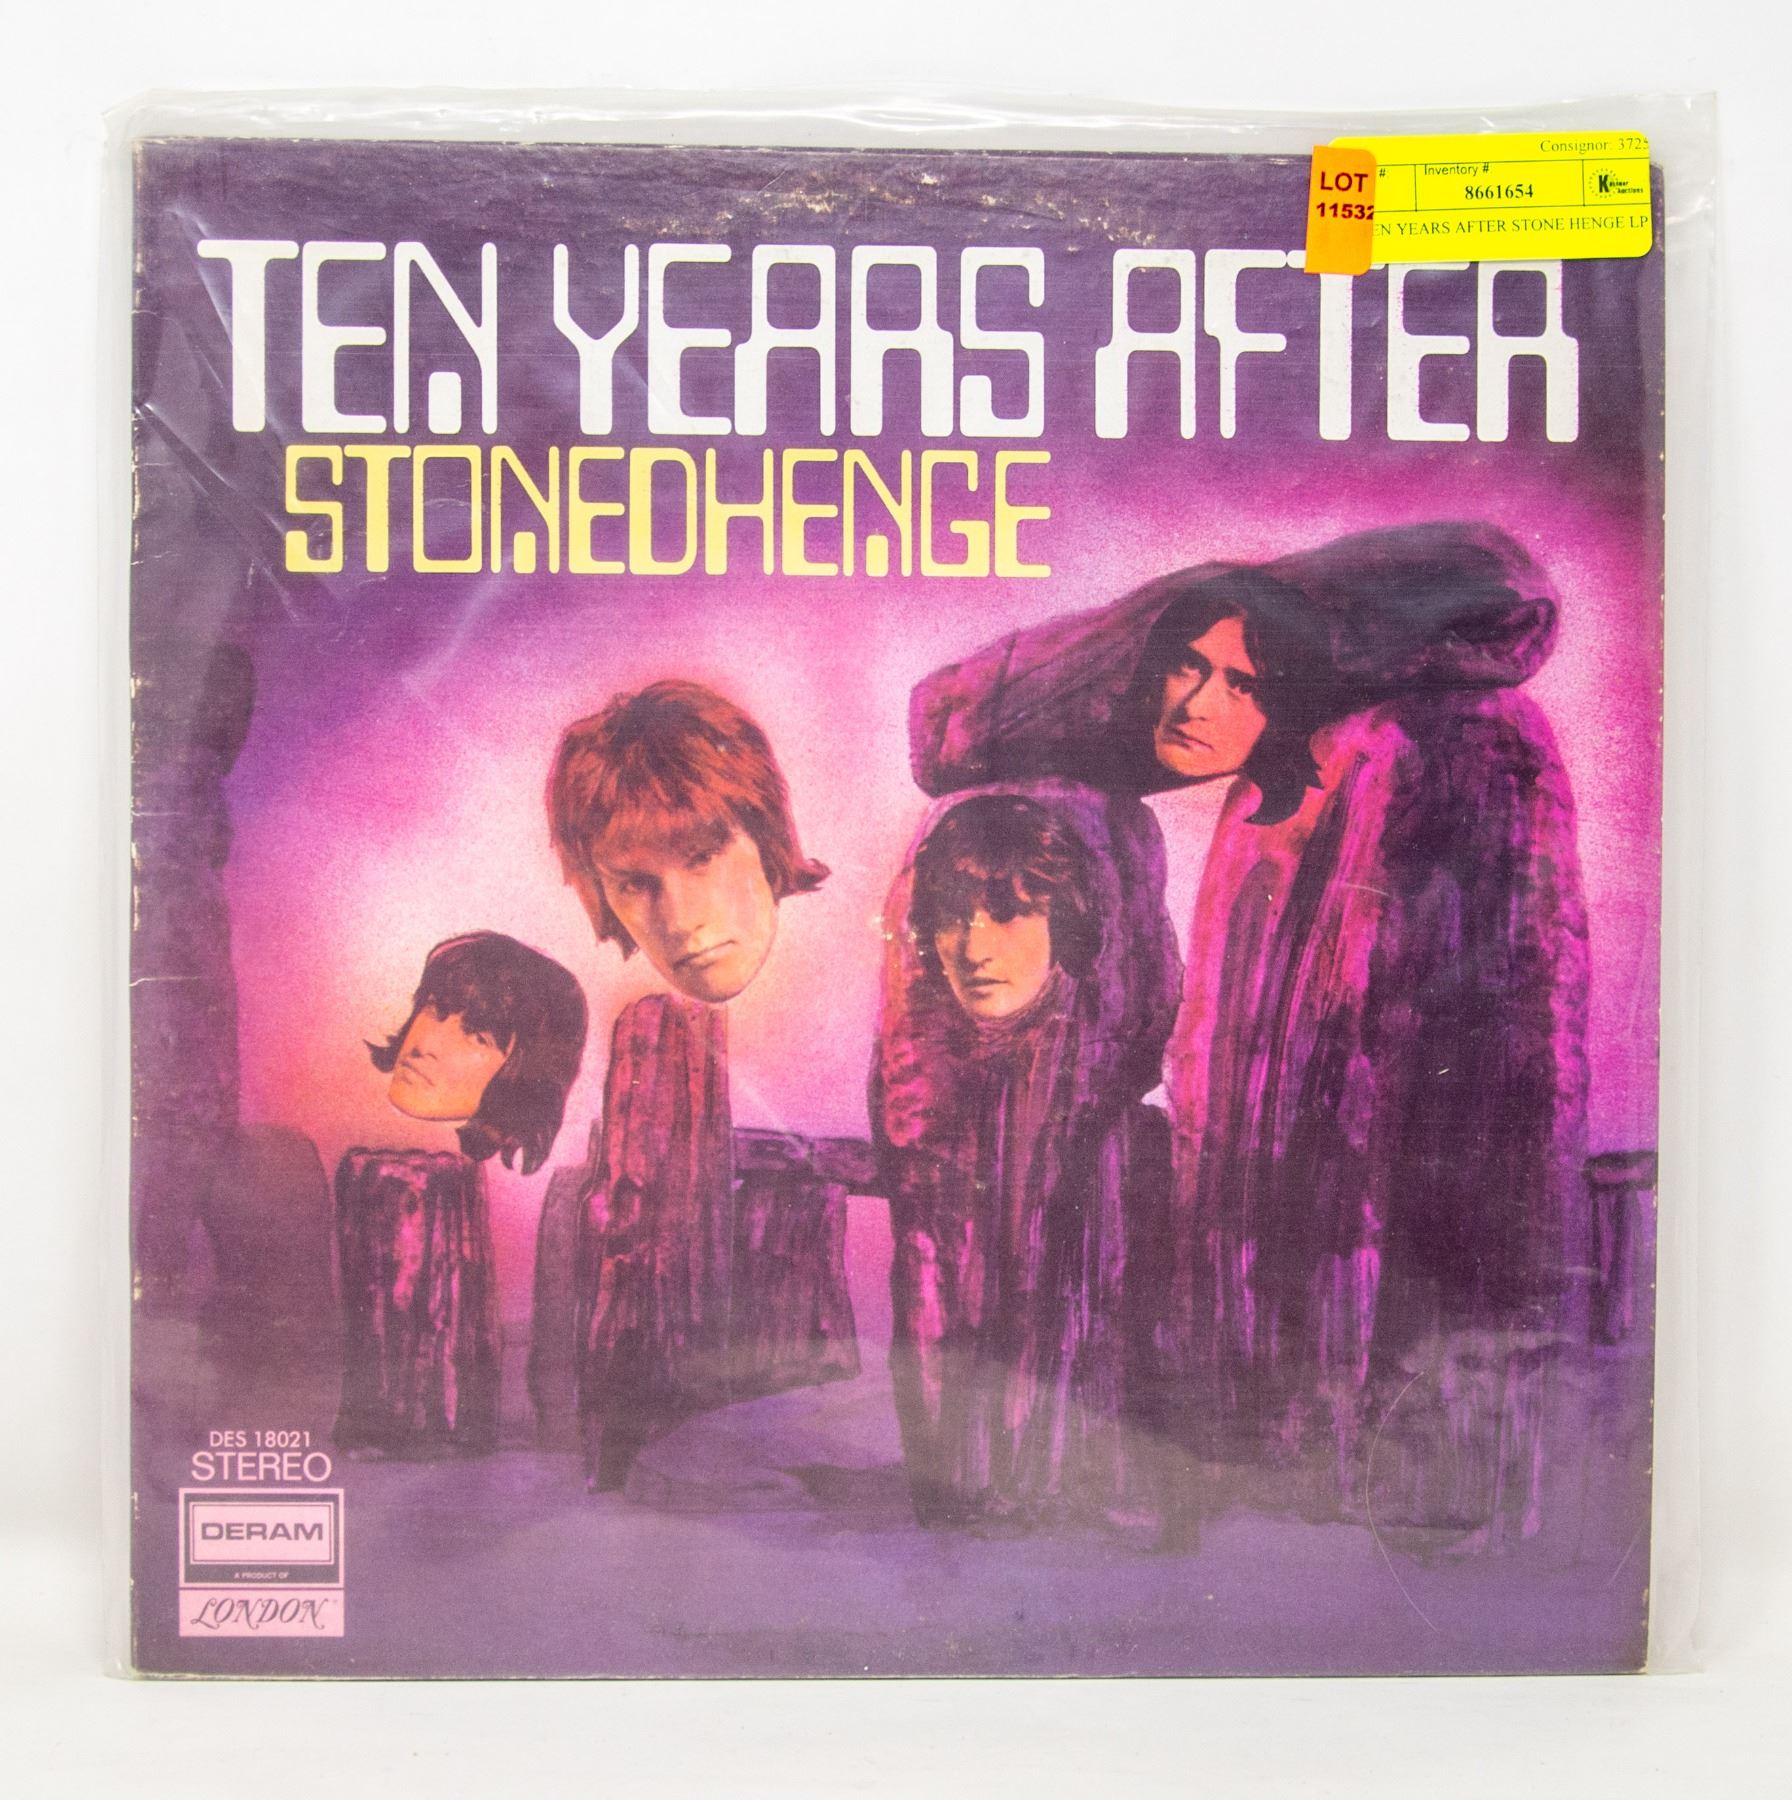 Consignor: 3725
LOT
11532
#:
Inventory #
8661654
EN YEARS AFTER STONE HENGE LP
TEN YEARS AFTER
STONEDHENGE
DES 18021
STEREO
DERAM
A PRODUCT OF
LONDON